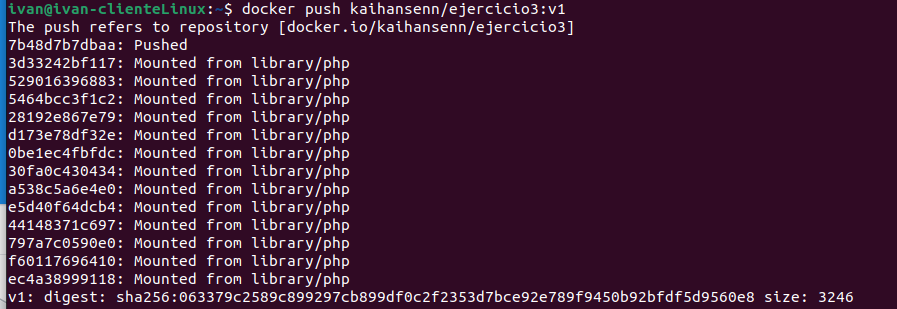 ivan@ivan-clienteLinux:~$ docker push kaihansenn/ejercicio3:v1
The push refers to repository [docker.io/kaihansenn/ejercicio3]
7b48d7b7dbaa: Pushed
3d33242bf117: Mounted from library/php
529016396883: Mounted from library/php
5464bcc3f1c2: Mounted from library/php
28192e867e79: Mounted from library/php
d173e78df32e: Mounted from library/php
0be1ec4fbfdc: Mounted from library/php
30fa0c430434: Mounted from library/php
a538c5a6e4e0: Mounted from library/php
e5d40f64dcb4: Mounted from library/php
44148371c697: Mounted from library/php
797a7c0590e0: Mounted from library/php
f60117696410: Mounted from library/php
ec4a38999118: Mounted from library/php
v1: digest: sha256:063379c2589c899297cb899df0c2f2353d7bce92e789f9450b92bfdf5d9560e8 size: 3246